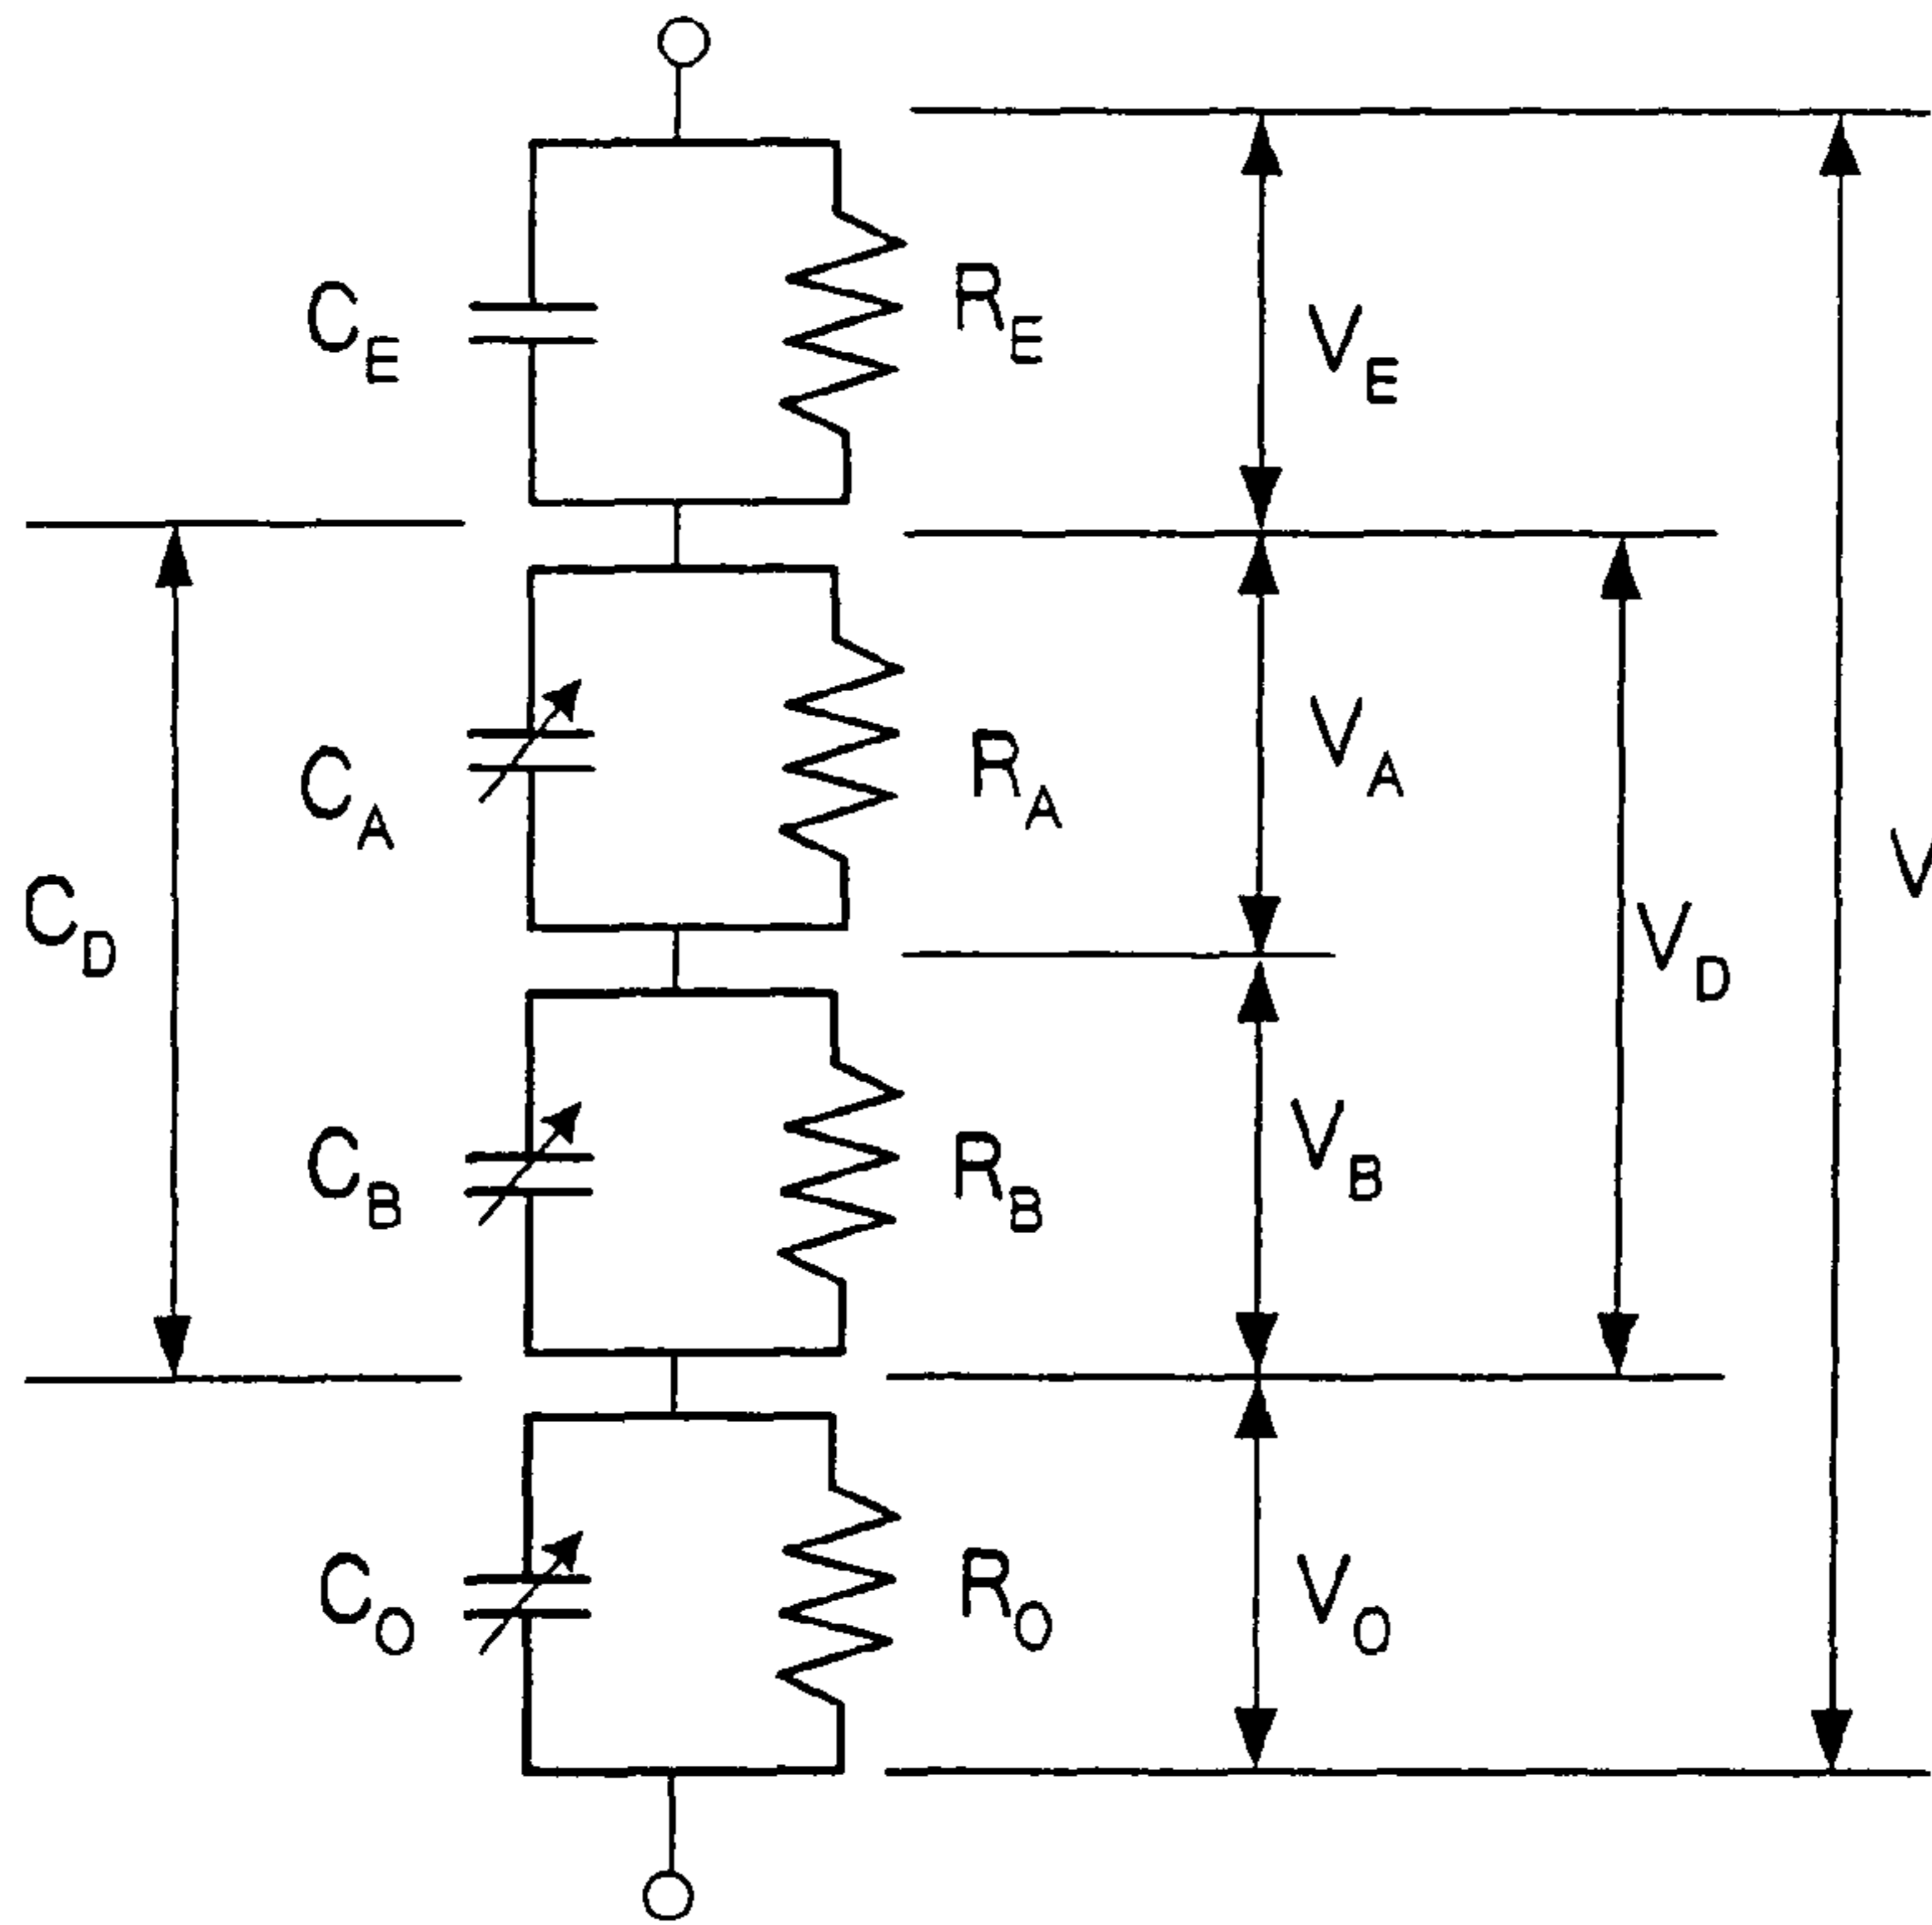 C_E R_E V_E
C_A R_A V_A
C_D V_D V
C_B R_B V_B
C_O R_O V_O